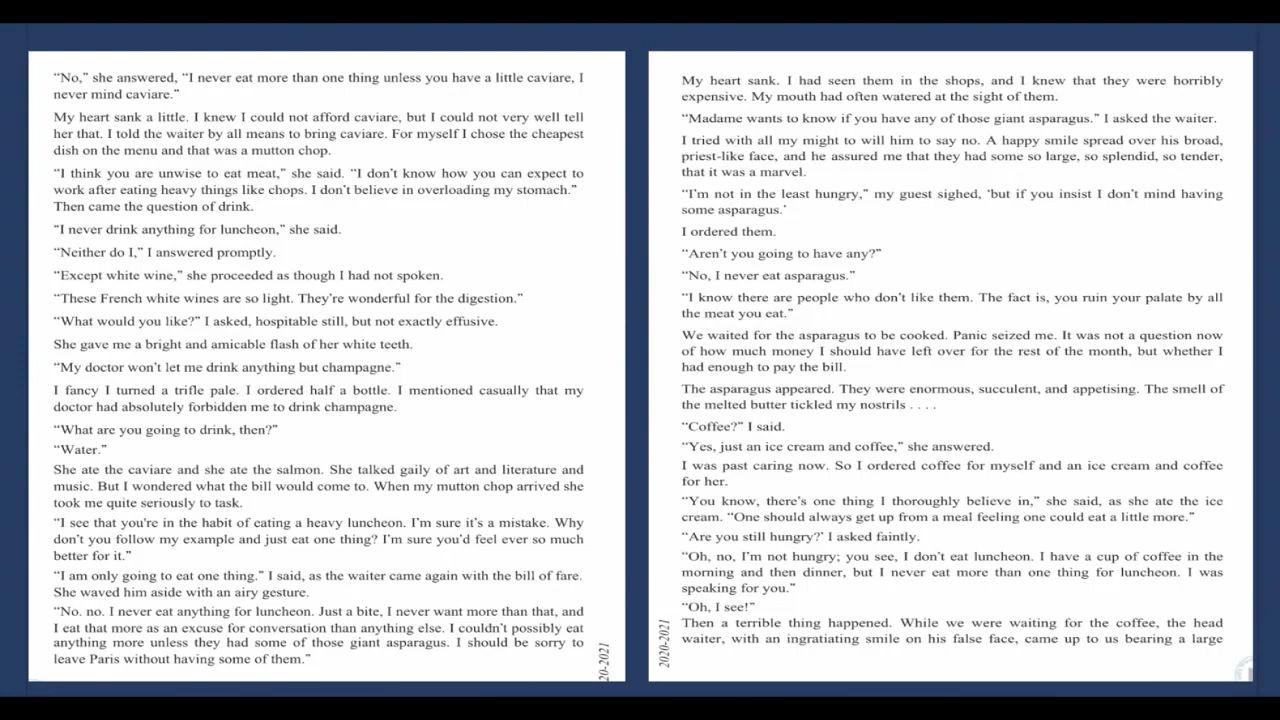 “No,” she answered, “I never eat more than one thing unless you have a little caviare, I
never mind caviare.”
My heart sank a little. I knew I could not afford caviare, but I could not very well tell
her that. I told the waiter by all means to bring caviare. For myself I chose the cheapest
dish on the menu and that was a mutton chop.
“I think you are unwise to eat meat,” she said. “I don’t know how you can expect to
work after eating heavy things like chops. I don’t believe in overloading my stomach.”
Then came the question of drink.
“I never drink anything for luncheon,” she said.
“Neither do I,” I answered promptly.
“Except white wine,” she proceeded as though I had not spoken.
“These French white wines are so light. They’re wonderful for the digestion.”
“What would you like?” I asked, hospitable still, but not exactly effusive.
She gave me a bright and amicable flash of her white teeth.
“My doctor won’t let me drink anything but champagne.”
I fancy I turned a trifle pale. I ordered half a bottle. I mentioned casually that my
doctor had absolutely forbidden me to drink champagne.
“What are you going to drink, then?”
“Water.”
She ate the caviare and she ate the salmon. She talked gaily of art and literature and
music. But I wondered what the bill would come to. When my mutton chop arrived she
took me quite seriously to task.
“I see that you're in the habit of eating a heavy luncheon. I’m sure it’s a mistake. Why
don’t you follow my example and just eat one thing? I’m sure you’d feel ever so much
better for it.”
“I am only going to eat one thing.” I said, as the waiter came again with the bill of fare.
She waved him aside with an airy gesture.
“No. no. I never eat anything for luncheon. Just a bite, I never want more than that, and
I eat that more as an excuse for conversation than anything else. I couldn’t possibly eat
anything more unless they had some of those giant asparagus. I should be sorry to
leave Paris without having some of them.”
20-2021
My heart sank. I had seen them in the shops, and I knew that they were horribly
expensive. My mouth had often watered at the sight of them.
“Madame wants to know if you have any of those giant asparagus.” I asked the waiter.
I tried with all my might to will him to say no. A happy smile spread over his broad,
priest-like face, and he assured me that they had some so large, so splendid, so tender,
that it was a marvel.
“I’m not in the least hungry,” my guest sighed, ‘but if you insist I don’t mind having
some asparagus.’
I ordered them.
“Aren’t you going to have any?”
“No, I never eat asparagus.”
“I know there are people who don’t like them. The fact is, you ruin your palate by all
the meat you eat.”
We waited for the asparagus to be cooked. Panic seized me. It was not a question now
of how much money I should have left over for the rest of the month, but whether I
had enough to pay the bill.
The asparagus appeared. They were enormous, succulent, and appetising. The smell of
the melted butter tickled my nostrils . . . .
“Coffee?” I said.
“Yes, just an ice cream and coffee,” she answered.
I was past caring now. So I ordered coffee for myself and an ice cream and coffee
for her.
“You know, there’s one thing I thoroughly believe in,” she said, as she ate the ice
cream. “One should always get up from a meal feeling one could eat a little more.”
“Are you still hungry?’ I asked faintly.
“Oh, no, I’m not hungry; you see, I don’t eat luncheon. I have a cup of coffee in the
morning and then dinner, but I never eat more than one thing for luncheon. I was
speaking for you.”
“Oh, I see!”
Then a terrible thing happened. While we were waiting for the coffee, the head
waiter, with an ingratiating smile on his false face, came up to us bearing a large
2020-2021